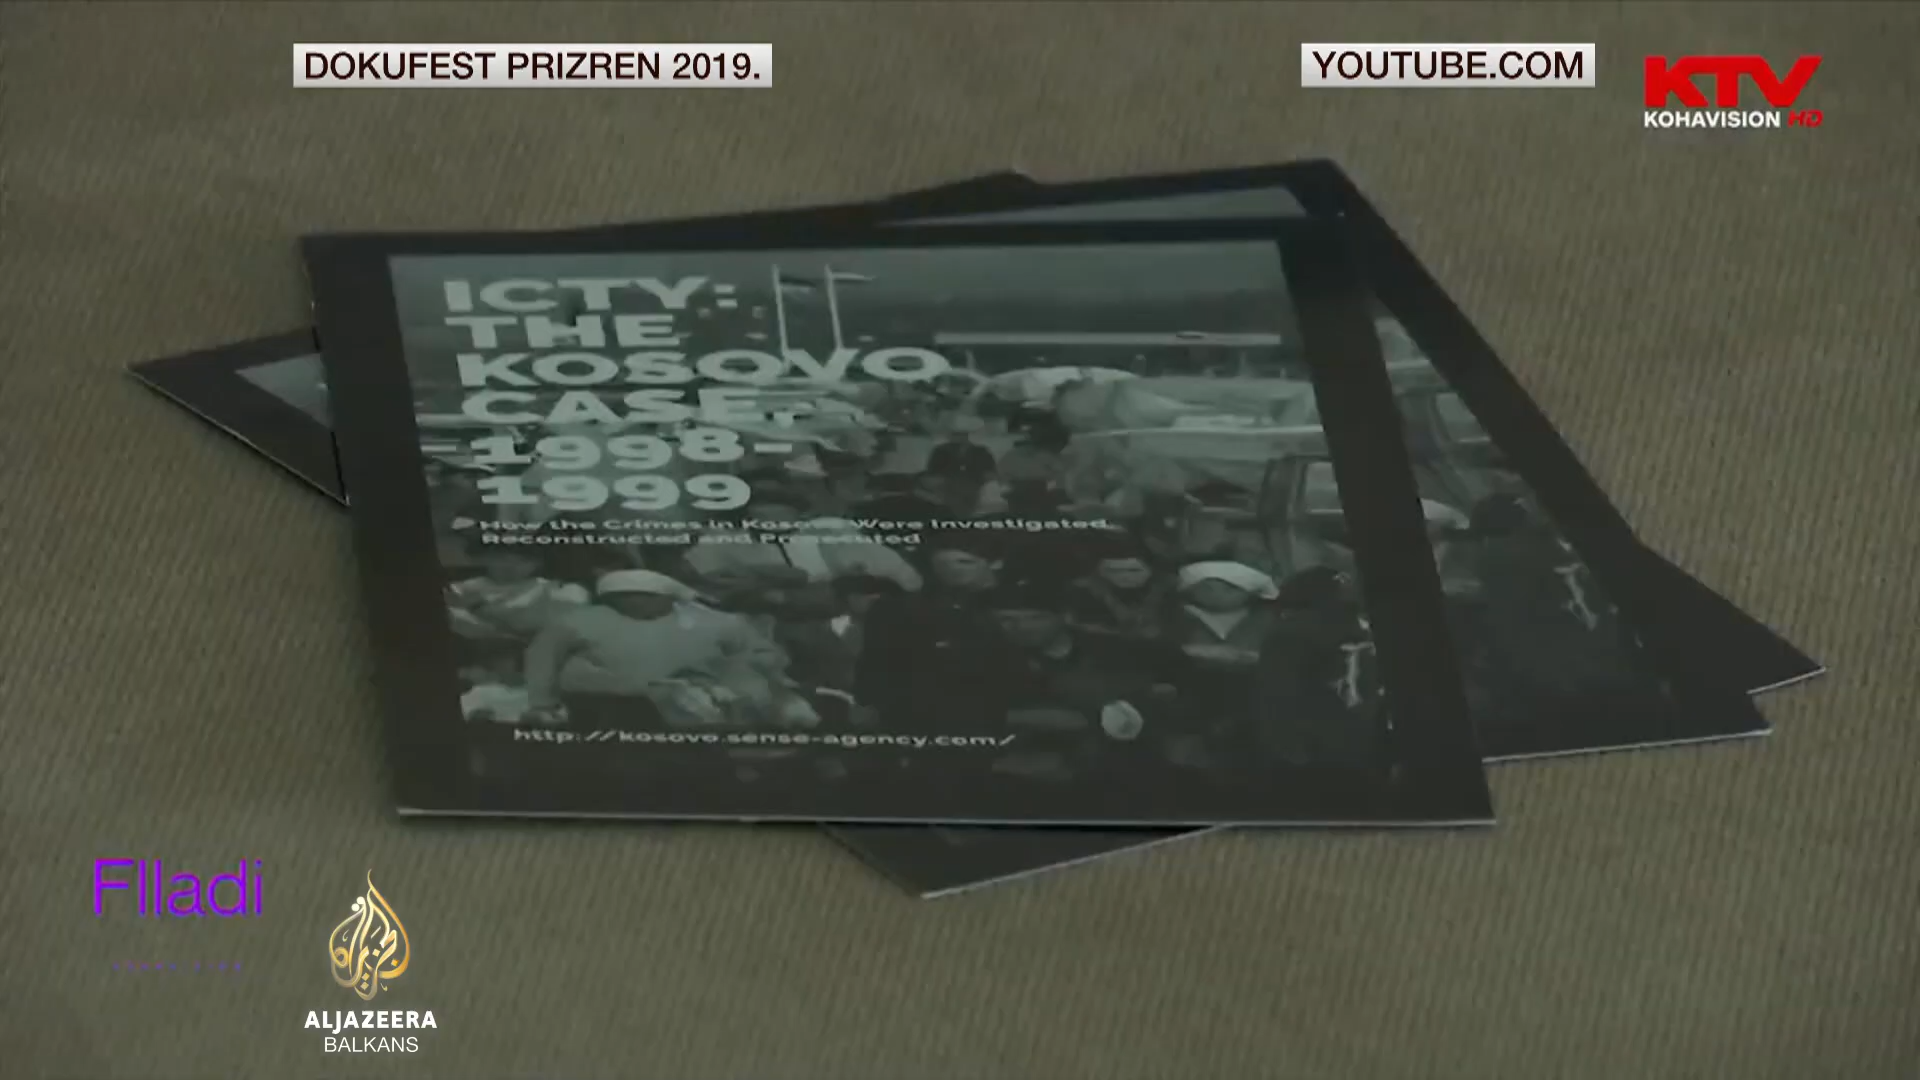 DOKUFEST PRIZREN 2019.
YOUTUBE.COM
KTV
KOHAVISION HD
ICTY:
THE
KOSOVO
CASE,
1998-
1999
How the Crimes in Kosovo Were Investigated,
Reconstructed and Prosecuted
http://kosovo.sense-agency.com/
Flladi
ALJAZEERA
BALKANS